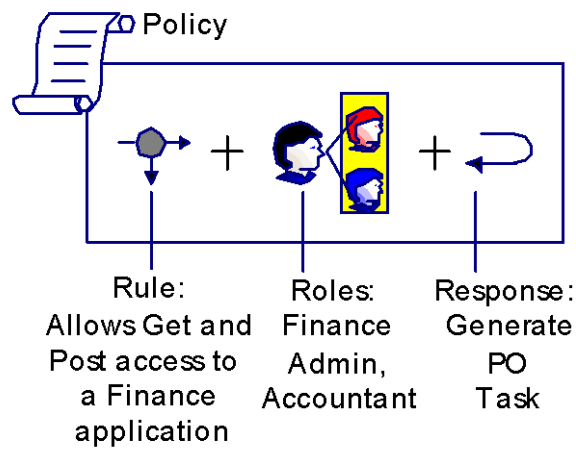 Policy
Rule:
Allows Get and
Post access to
a Finance
application
Roles:
Finance
Admin,
Accountant
Response:
Generate
PO
Task